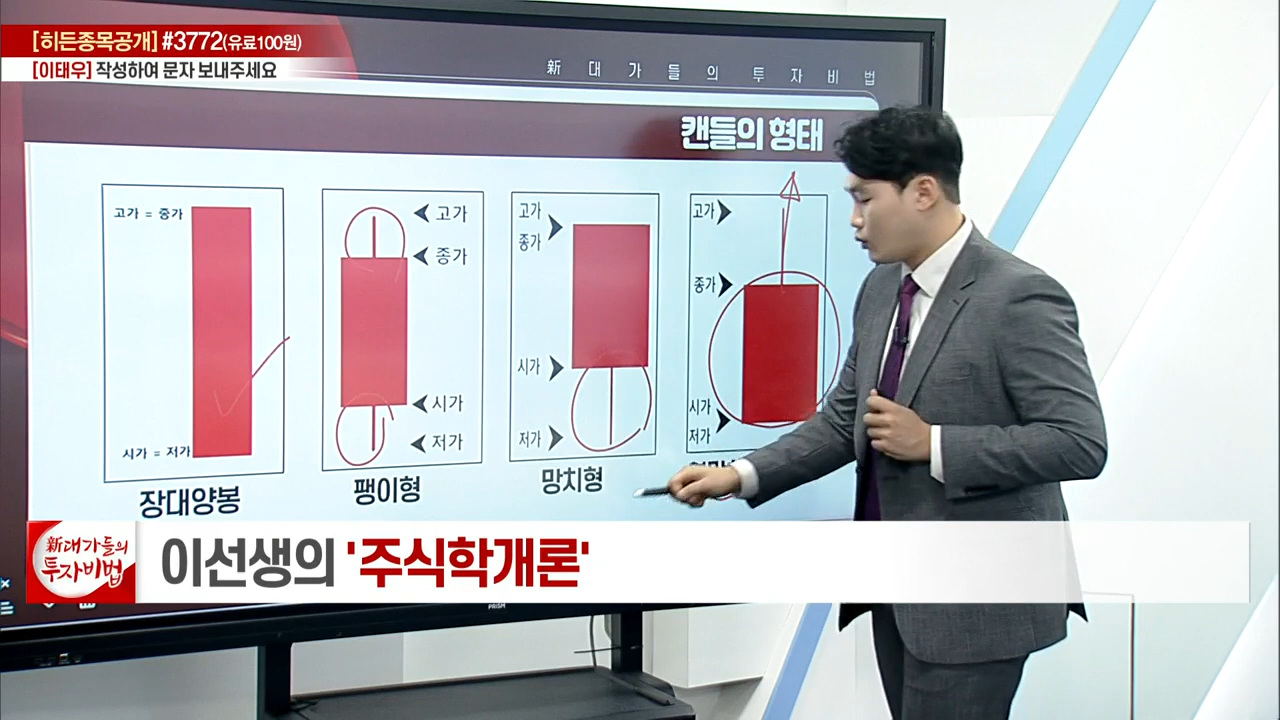 [히든종목공개] #3772(유료100원)
[이태우] 작성하여 문자 보내주세요
新 대가들의 투자비법
캔들의 형태
고가 = 종가
시가 = 저가
장대양봉
고가
종가
시가
저가
팽이형
고가
종가
시가
저가
망치형
고가
종가
시가
저가
新대가들의
투자비법
이선생의 '주식학개론'
PRISM